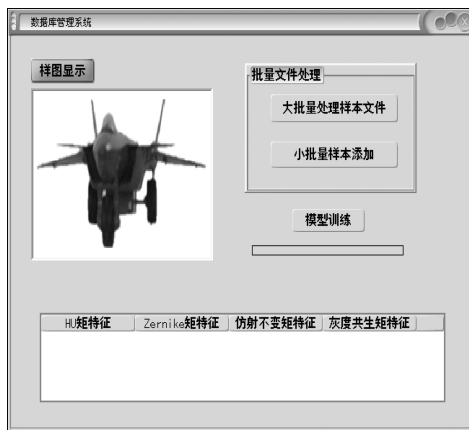 数据库管理系统
样图显示
批量文件处理
大批量处理样本文件
小批量样本添加
模型训练
HU矩特征 Zernike矩特征 仿射不变矩特征 灰度共生矩特征